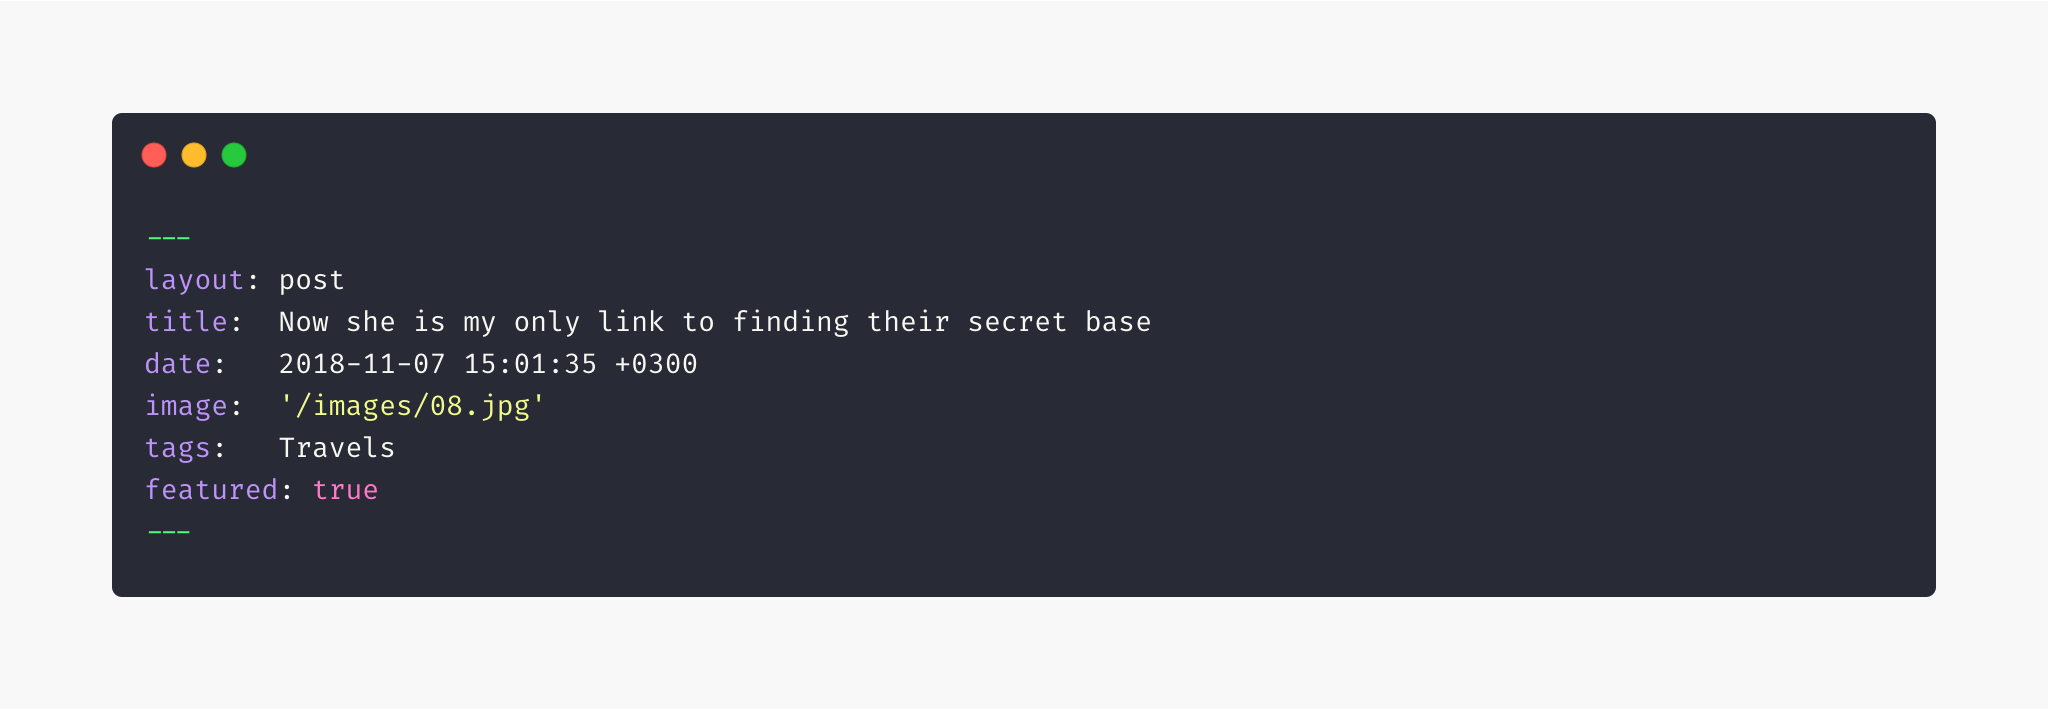 ---
layout: post
title:  Now she is my only link to finding their secret base
date:   2018-11-07 15:01:35 +0300
image:  '/images/08.jpg'
tags:   Travels
featured: true
---